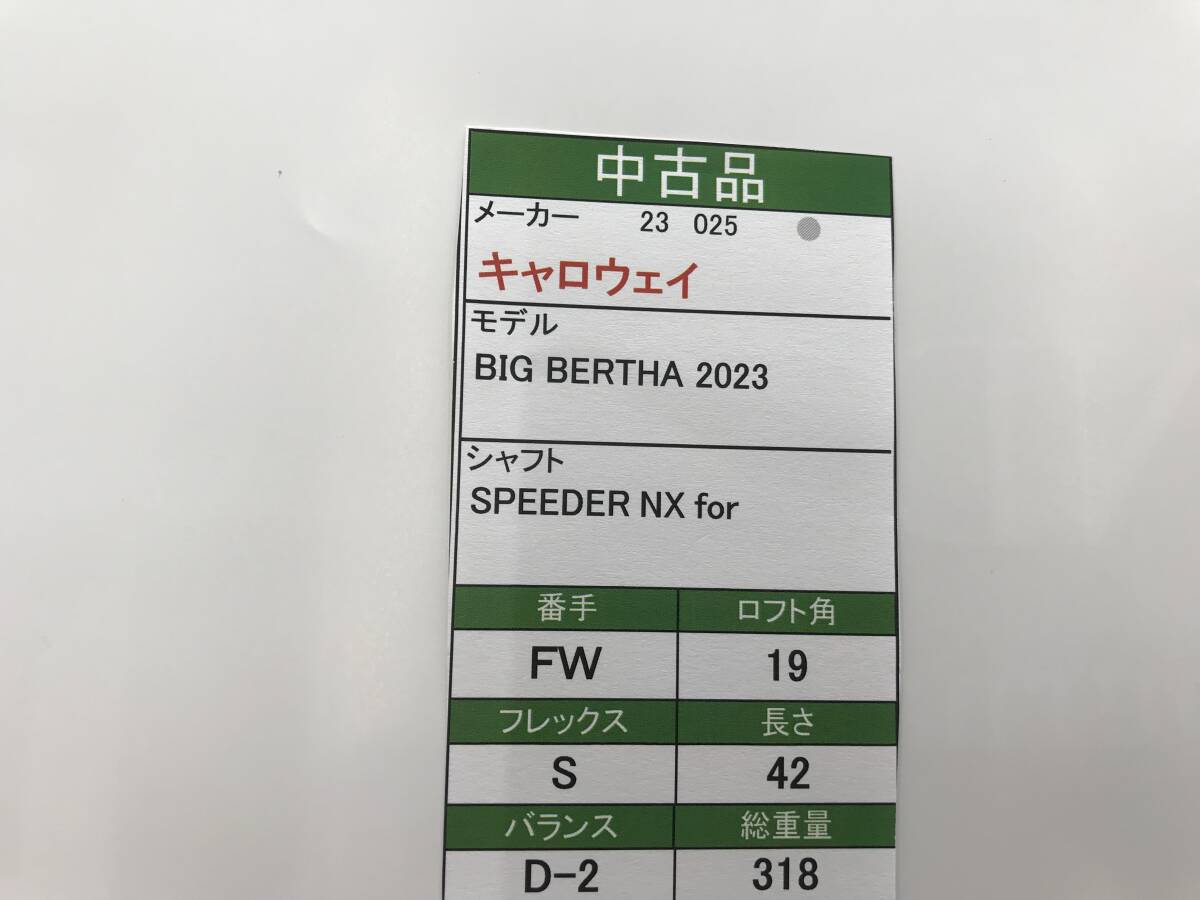 中古品
メーカー 23 025
キャロウェイ
モデル
BIG BERTHA 2023
シャフト
SPEEDER NX for
番手 ロフト角
FW 19
フレックス 長さ
S 42
バランス 総重量
D-2 318